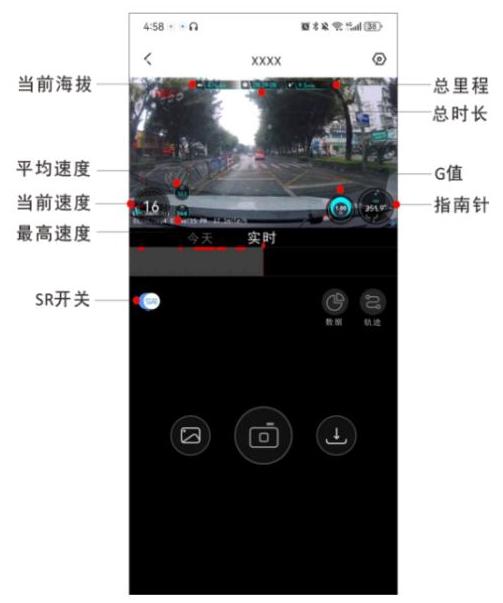 4:58
36
XXXX
当前海拔
总里程
总时长
平均速度
G值
当前速度
16
351.9°
指南针
最高速度
今天
实时
SR开关
数据
轨迹